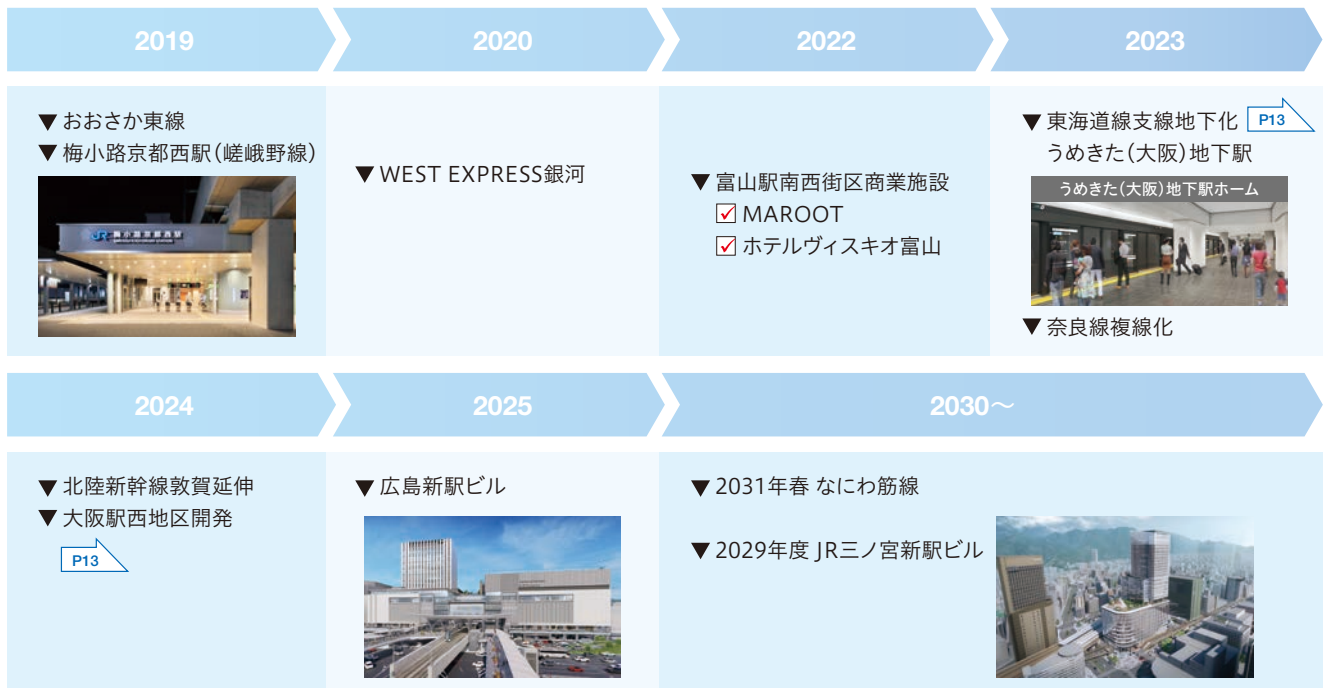 2019
2020
2022
2023
▼おおさか東線
▼梅小路京都西駅（嵯峨野線）
JR 梅小路京都西駅
▼WEST EXPRESS銀河
▼富山駅南西街区商業施設
MAROOT
ホテルヴィスキオ富山
▼東海道線支線地下化 P13
うめきた（大阪）地下駅
うめきた（大阪）地下駅ホーム
▼奈良線複線化
2024
2025
2030〜
▼北陸新幹線敦賀延伸
▼大阪駅西地区開発
P13
▼広島新駅ビル
▼2031年春 なにわ筋線
▼2029年度 JR三ノ宮新駅ビル